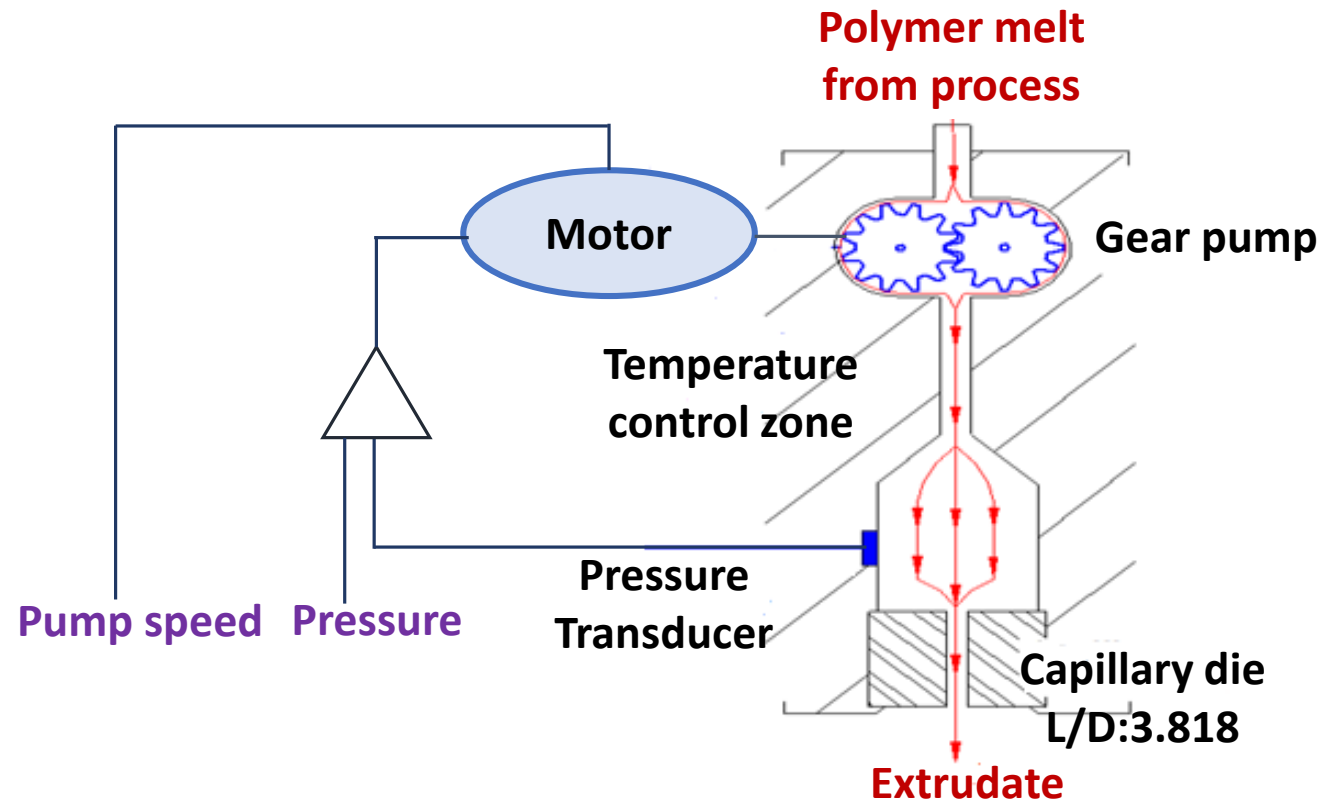 Polymer melt
from process
Motor
Gear pump
Temperature
control zone
Pressure
Transducer
Pump speed
Pressure
Capillary die
L/D:3.818
Extrudate